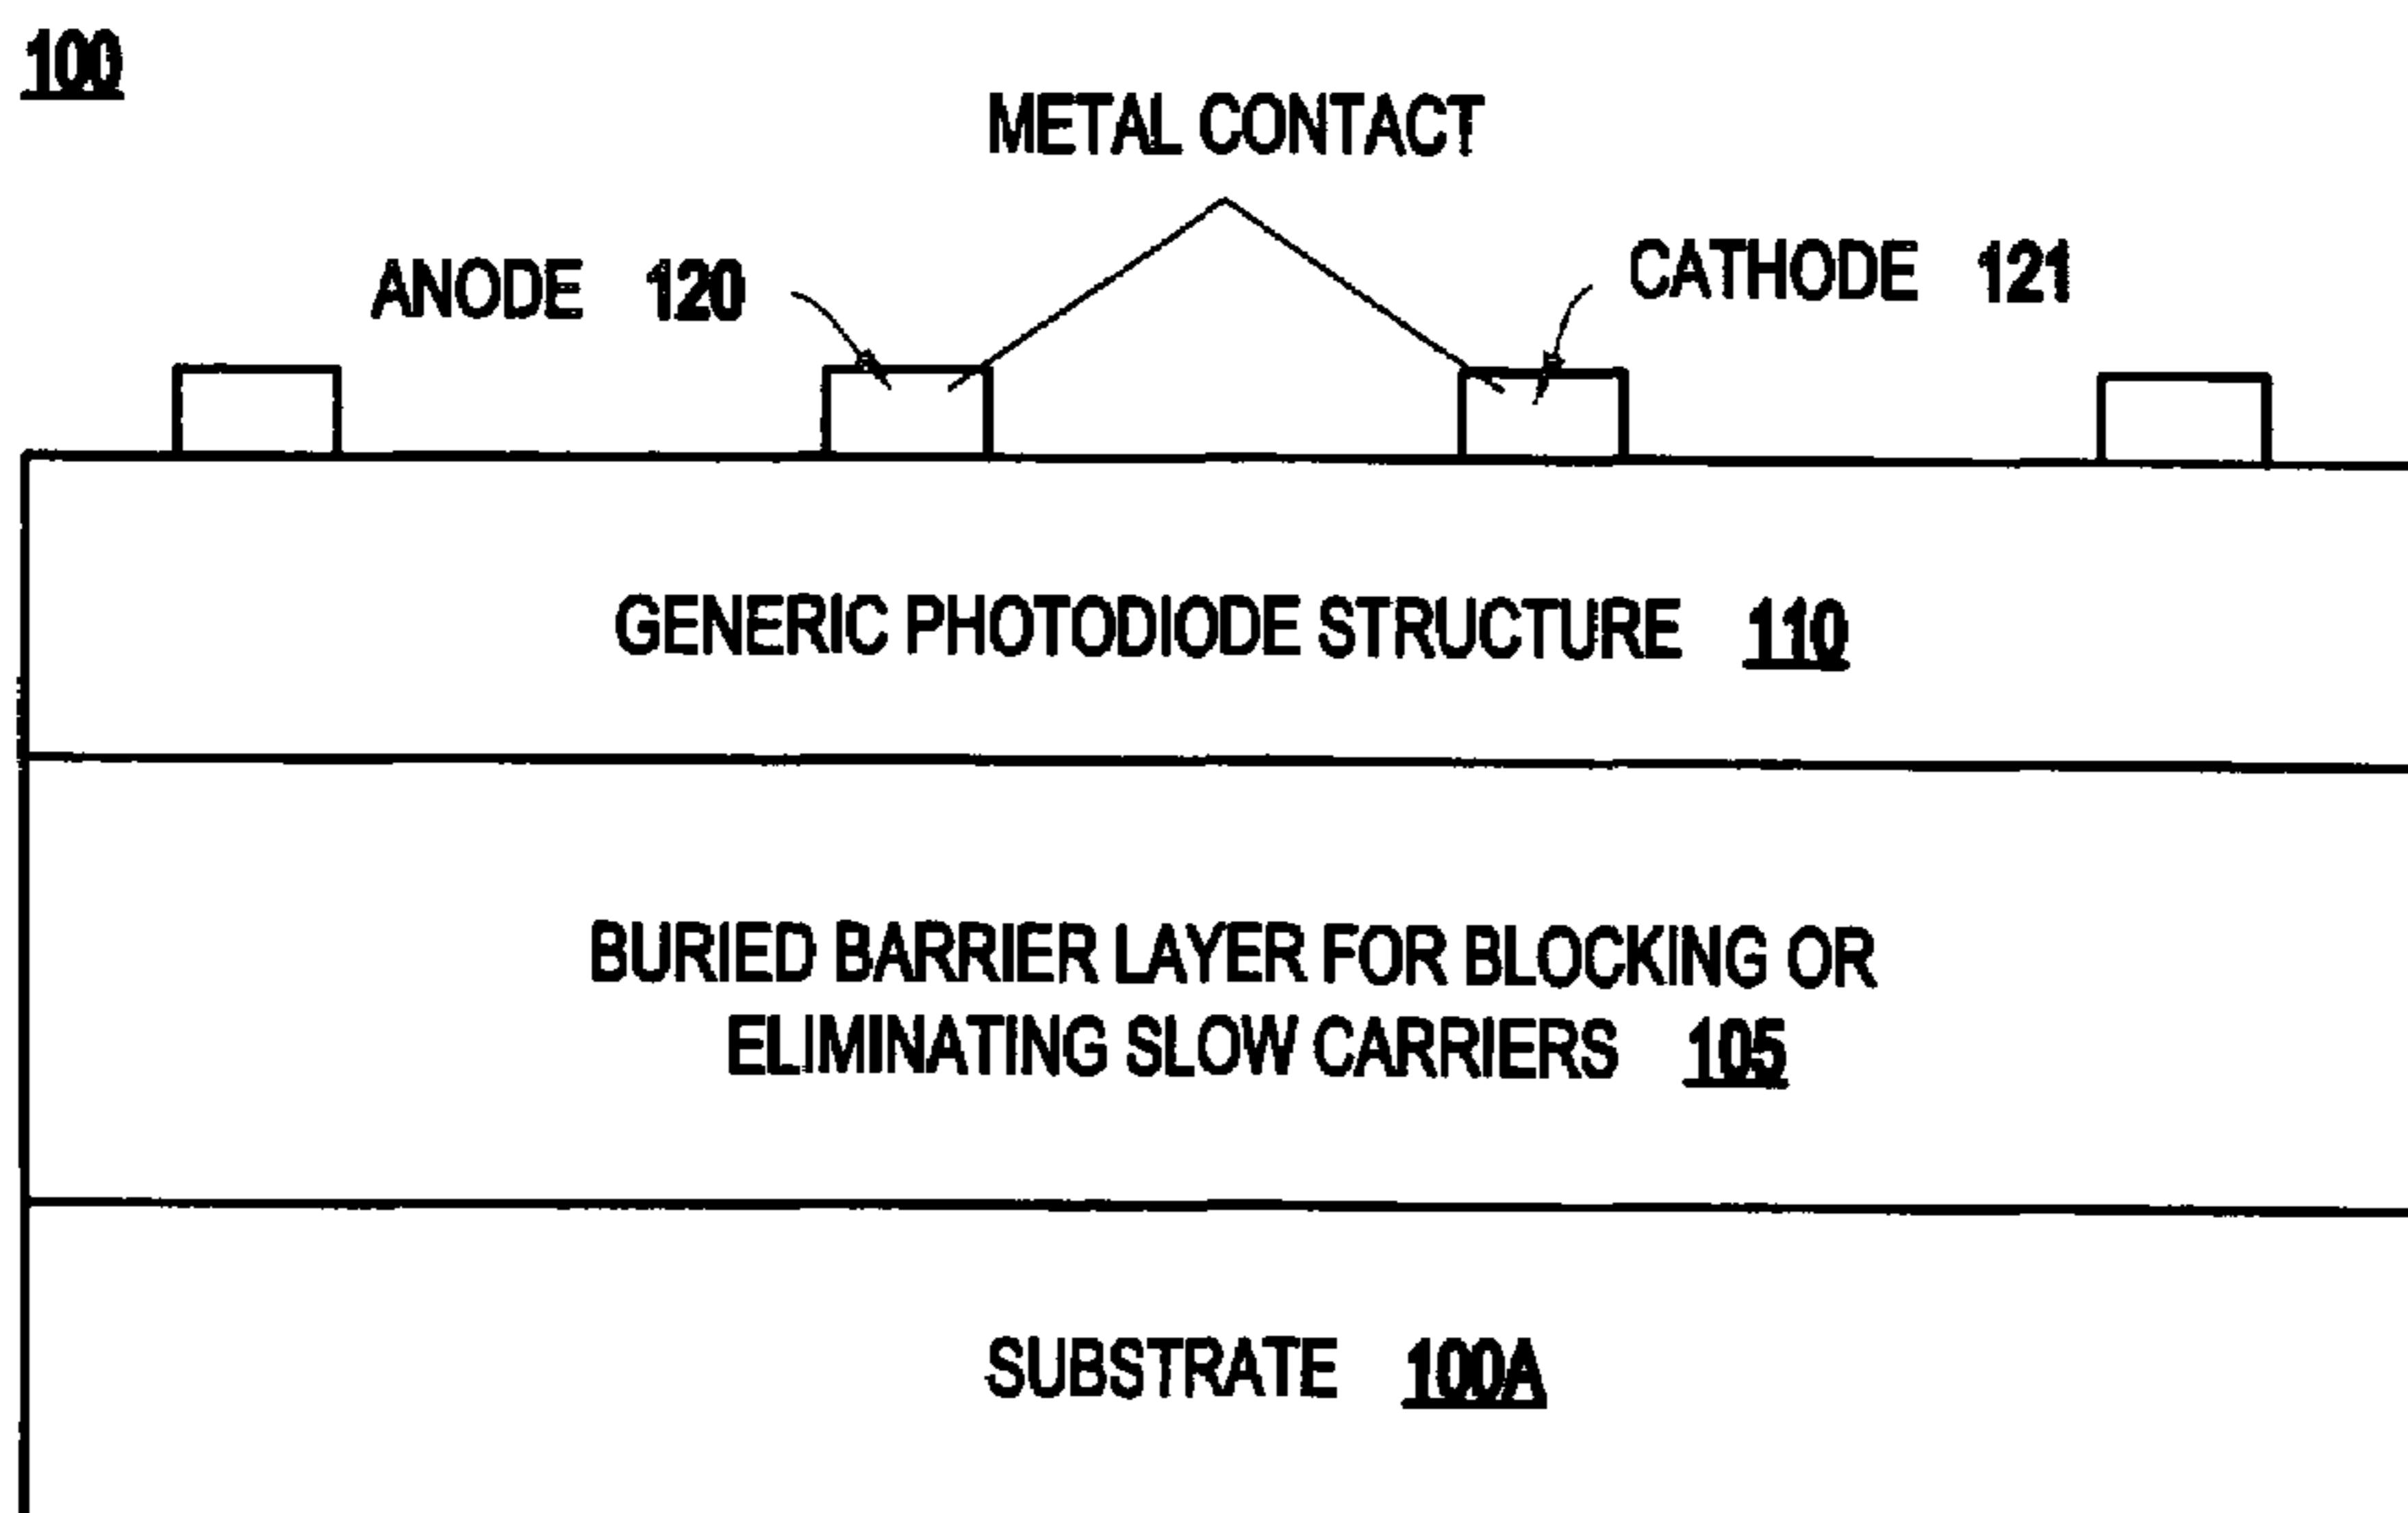 100
METAL CONTACT
ANODE 120
CATHODE 121
GENERIC PHOTODIODE STRUCTURE 110
BURIED BARRIER LAYER FOR BLOCKING OR
ELIMINATING SLOW CARRIERS 105
SUBSTRATE 100A